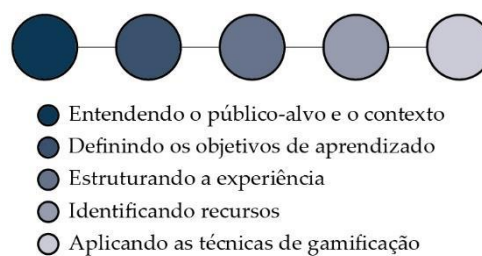 Entendendo o público-alvo e o contexto
Definindo os objetivos de aprendizado
Estruturando a experiência
Identificando recursos
Aplicando as técnicas de gamificação